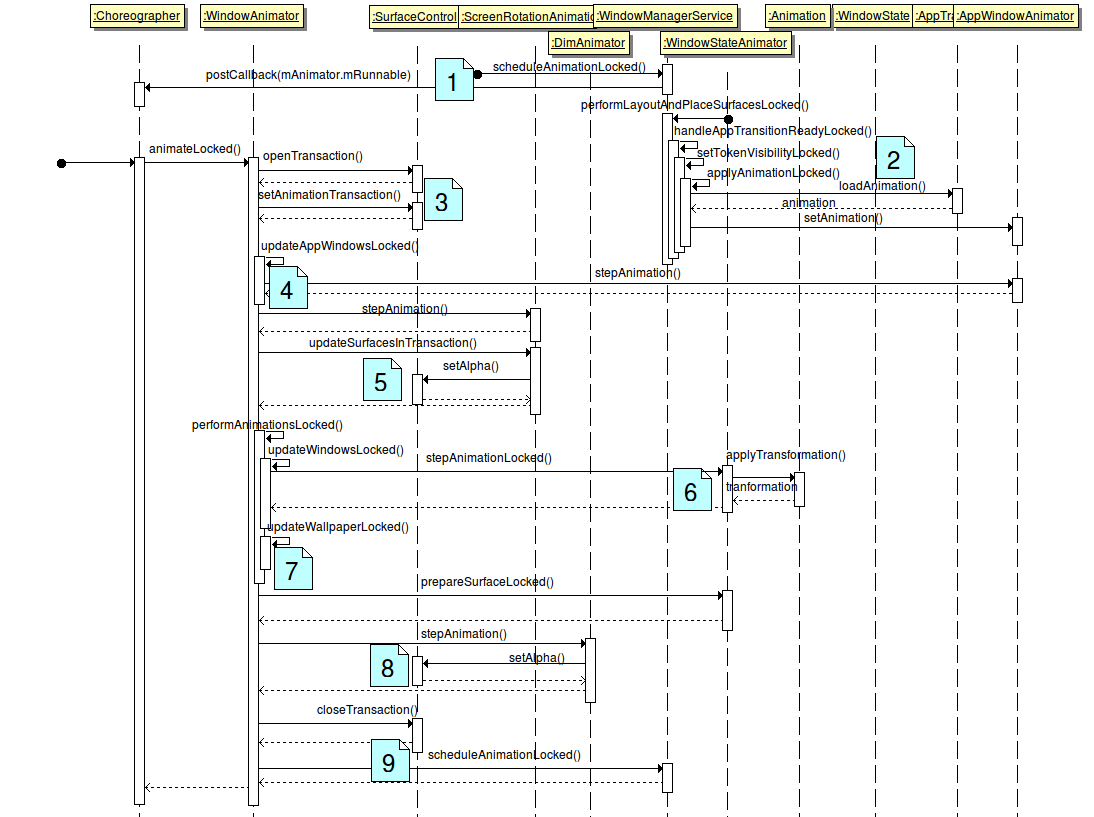 :Choreographer
:WindowAnimator
:SurfaceControl
:ScreenRotationAnimatio
:WindowManagerService
:Animation
:WindowState
:AppTr
:AppWindowAnimator
:DimAnimator
:WindowStateAnimator
scheduleAnimationLocked()
postCallback(mAnimator.mRunnable)
1
performLayoutAndPlaceSurfacesLocked()
handleAppTransitionReadyLocked()
animateLocked()
openTransaction()
setTokenVisibilityLocked()
2
applyAnimationLocked()
loadAnimation()
setAnimationTransaction()
3
animation
setAnimation()
updateAppWindowsLocked()
stepAnimation()
4
stepAnimation()
updateSurfacesInTransaction()
setAlpha()
5
performAnimationsLocked()
updateWindowsLocked()
stepAnimationLocked()
applyTransformation()
6
tranformation
updateWallpaperLocked()
7
prepareSurfaceLocked()
stepAnimation()
setAlpha()
8
closeTransaction()
scheduleAnimationLocked()
9